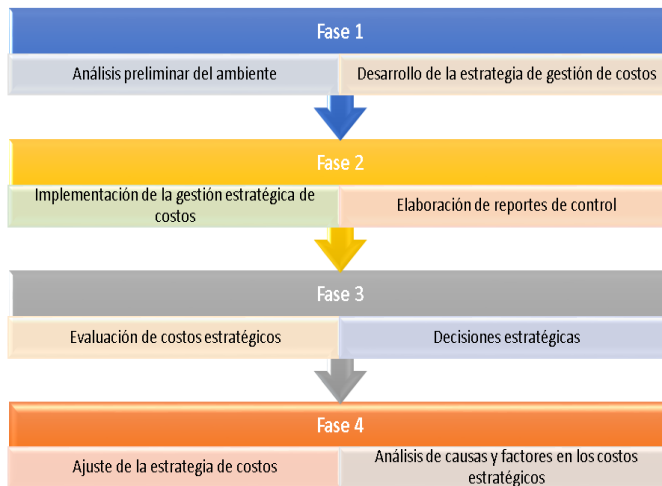 Fase 1
Análisis preliminar del ambiente
Desarrollo de la estrategia de gestión de costos
Fase 2
Implementación de la gestión estratégica de
costos
Elaboración de reportes de control
Fase 3
Evaluación de costos estratégicos
Decisiones estratégicas
Fase 4
Ajuste de la estrategia de costos
Análisis de causas y factores en los costos
estratégicos